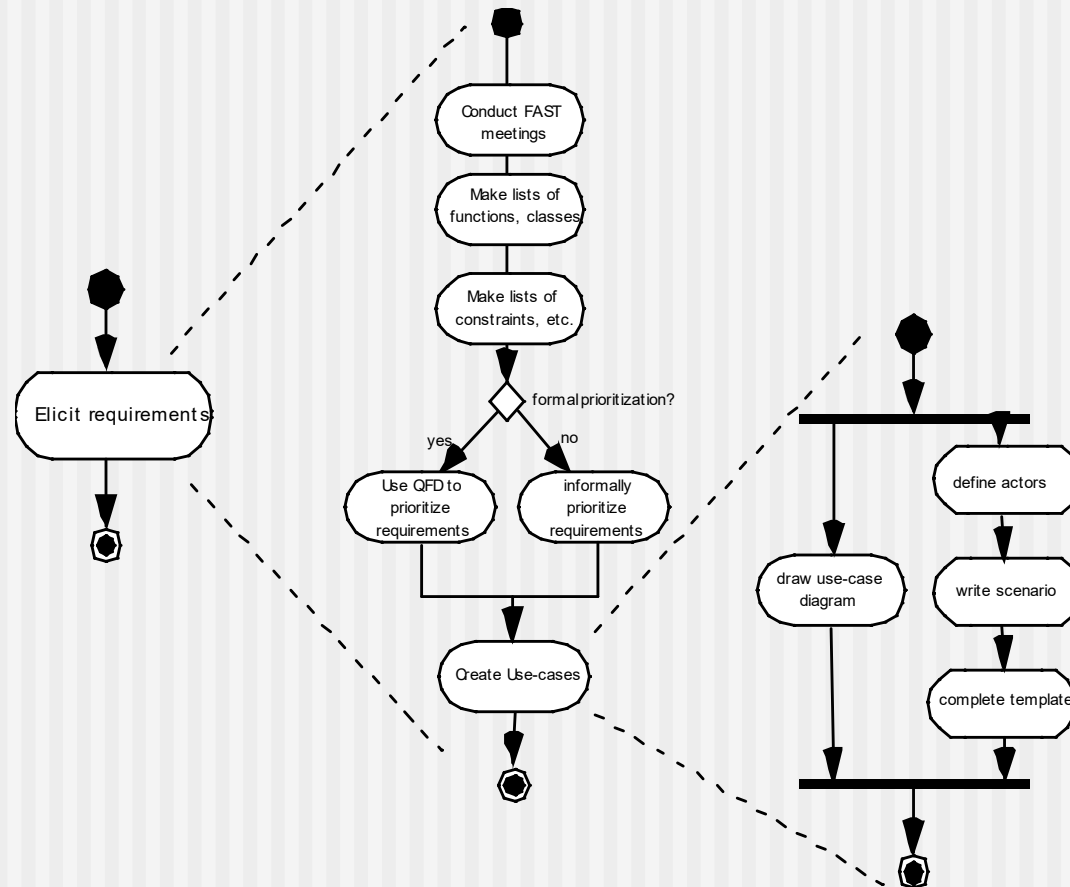 Elicit requirements
Conduct FAST
meetings
Make lists of
functions, classes
Make lists of
constraints, etc.
formal prioritization?
yes
no
Use QFD to
prioritize
requirements
informally
prioritize
requirements
Create Use-cases
draw use-case
diagram
define actors
write scenario
complete template